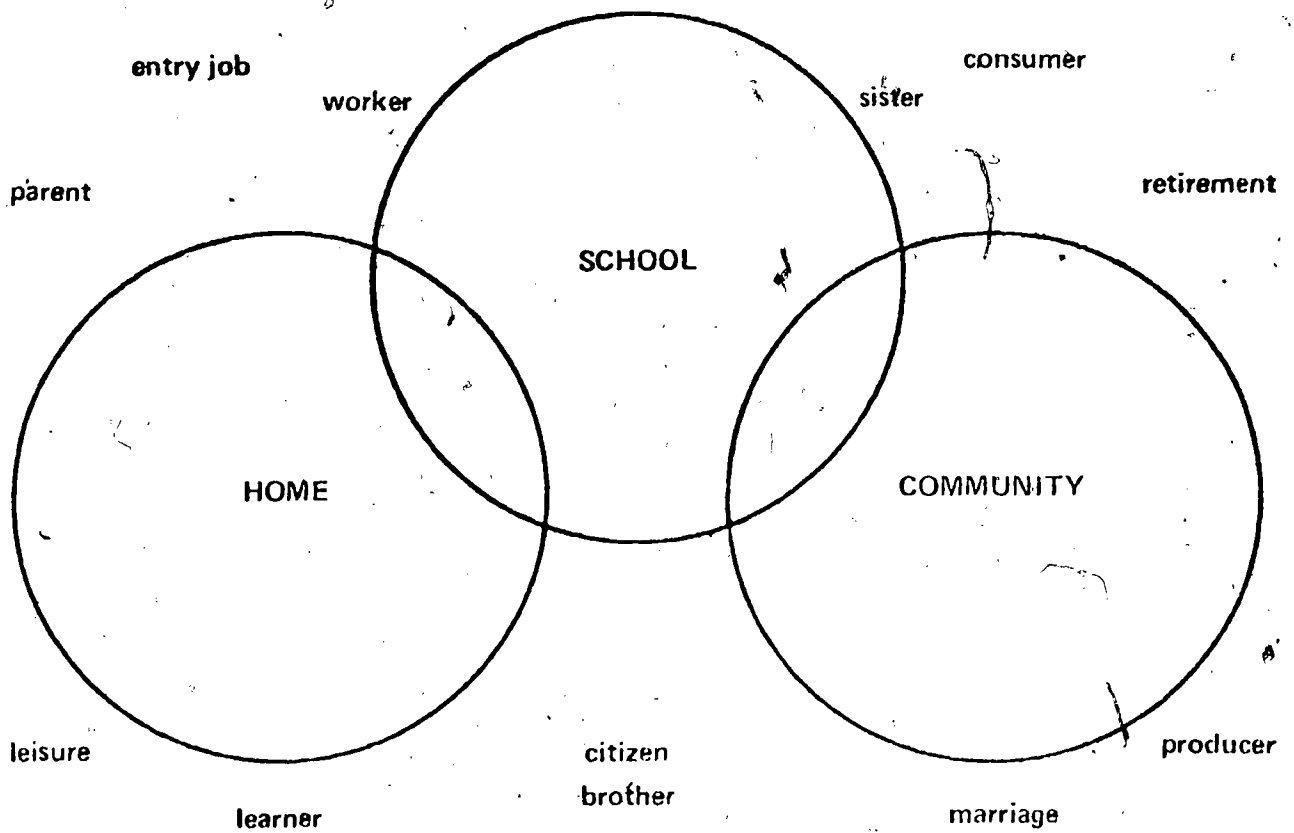 entry job
consumer
worker
sister
parent
retirement
SCHOOL
HOME
COMMUNITY
leisure
citizen
producer
brother
learner
marriage